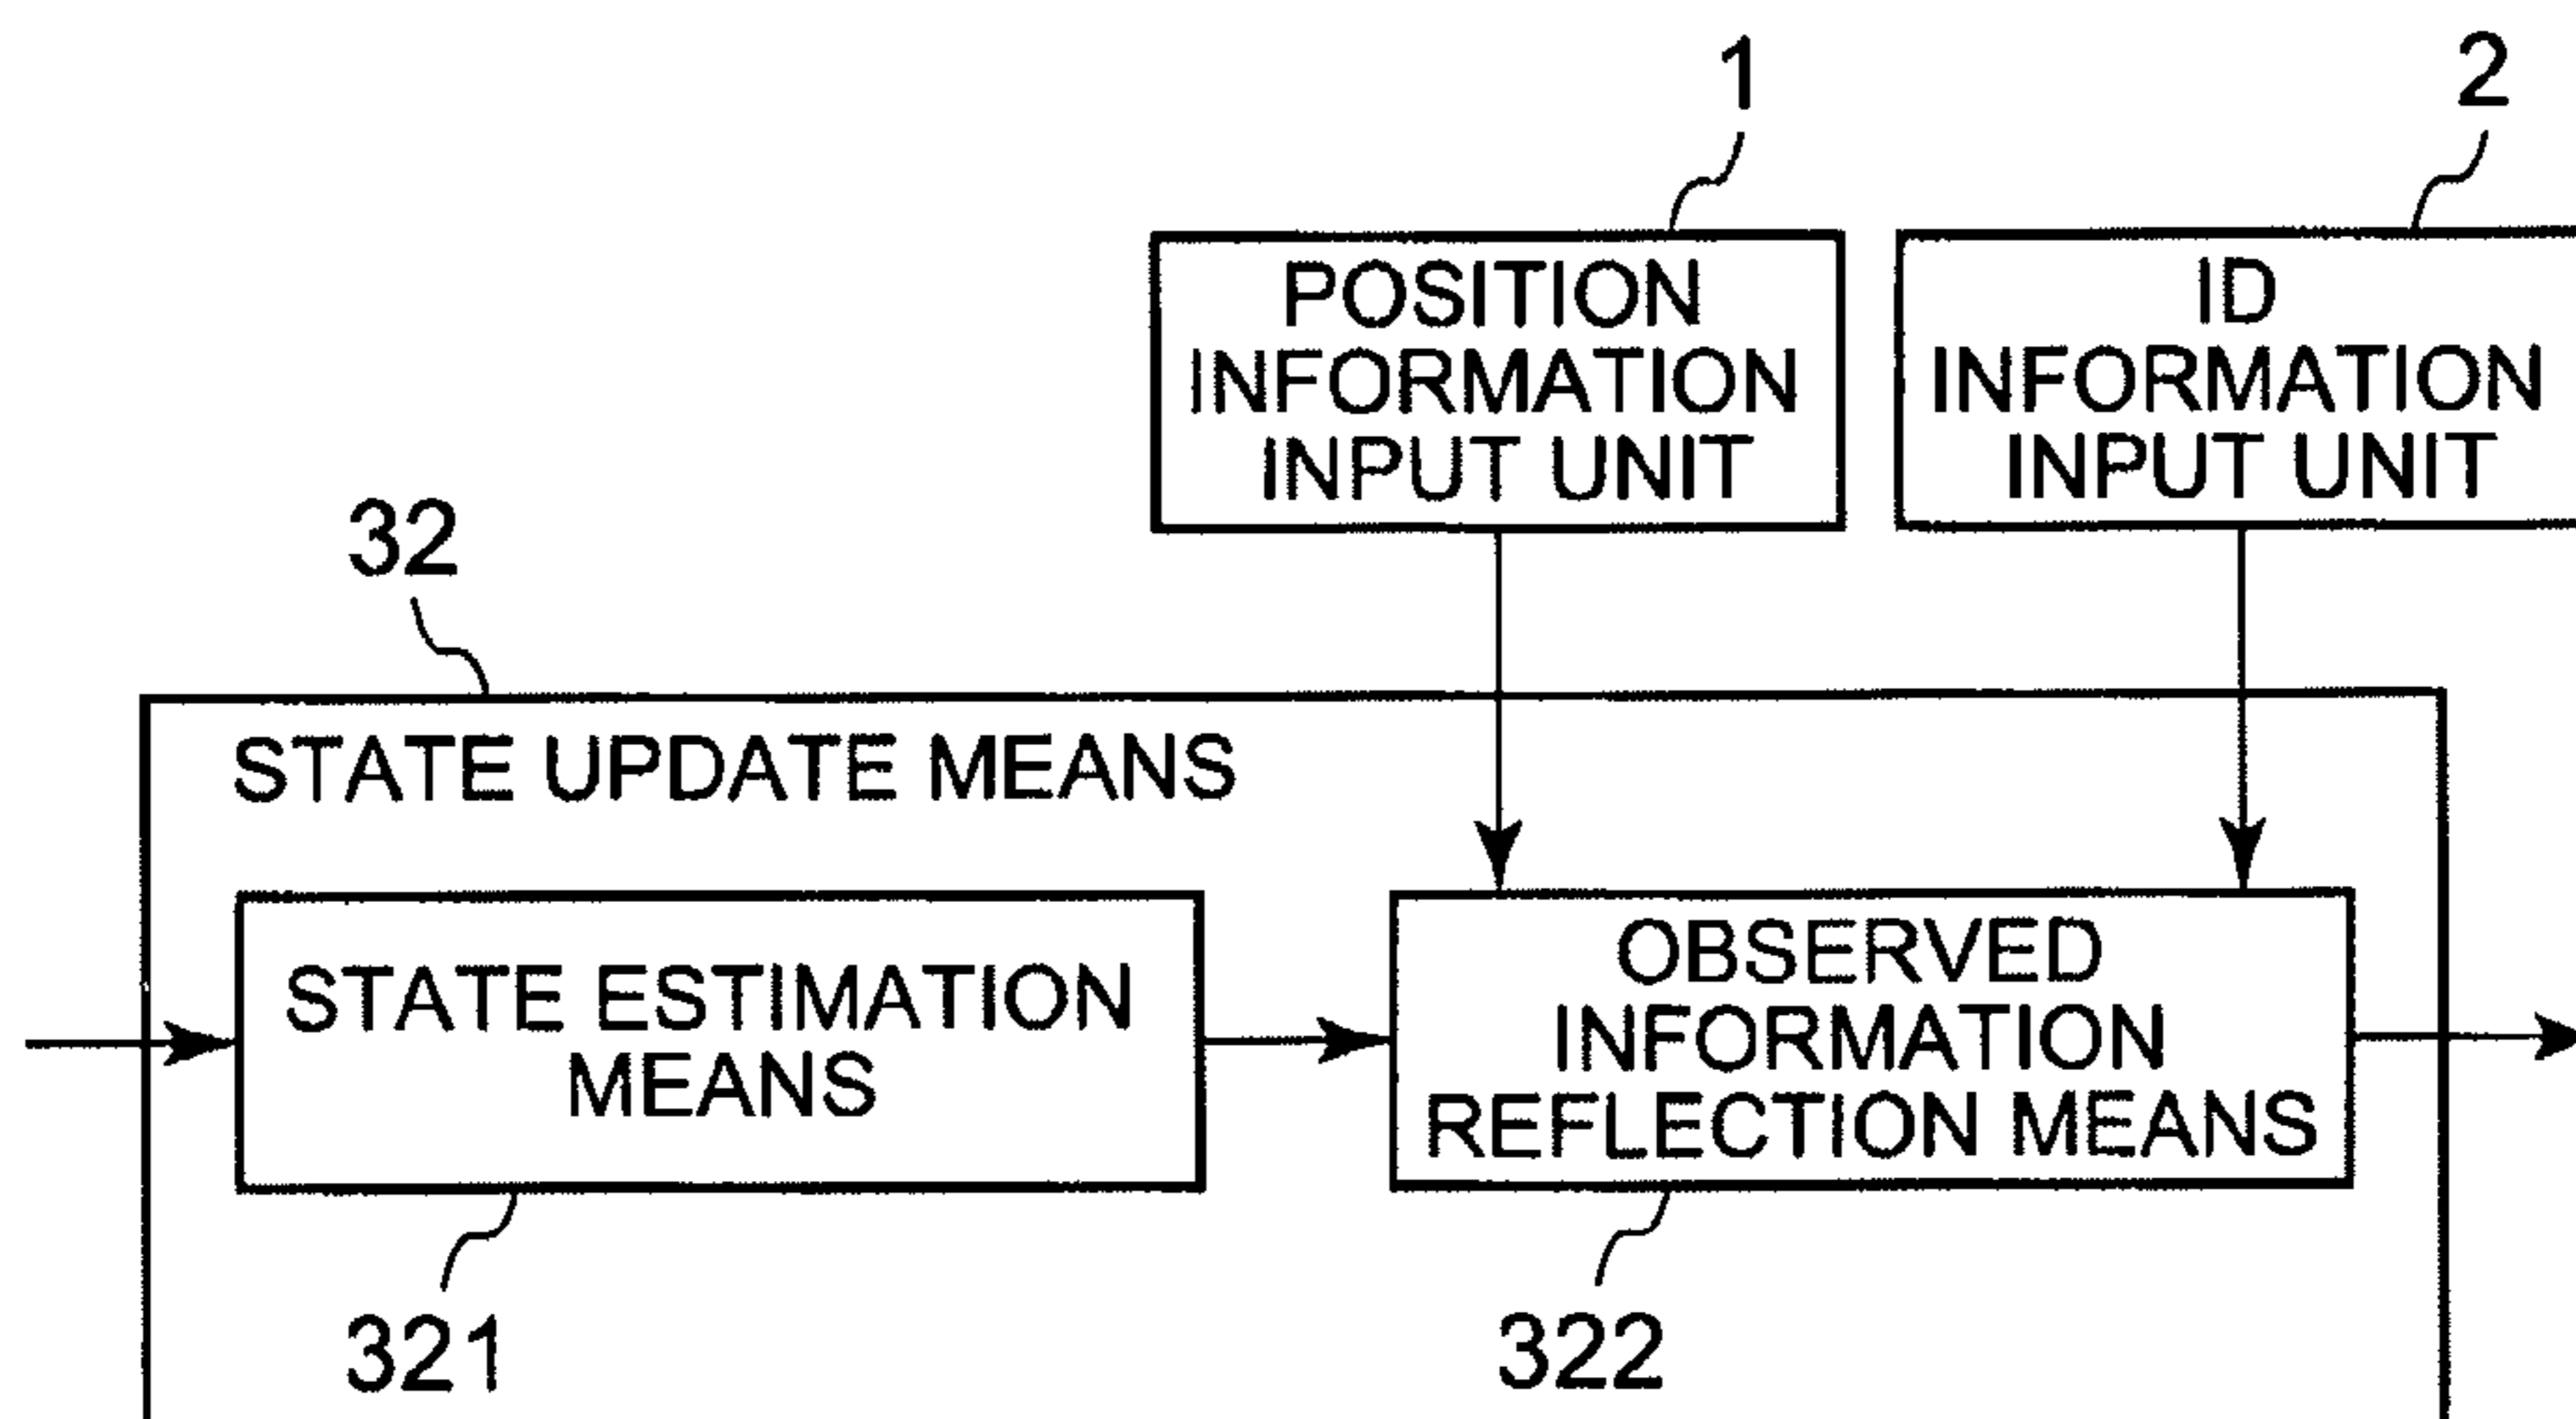 1
2
POSITION
INFORMATION
INPUT UNIT
ID
INFORMATION
INPUT UNIT
32
STATE UPDATE MEANS
STATE ESTIMATION
MEANS
OBSERVED
INFORMATION
REFLECTION MEANS
321
322